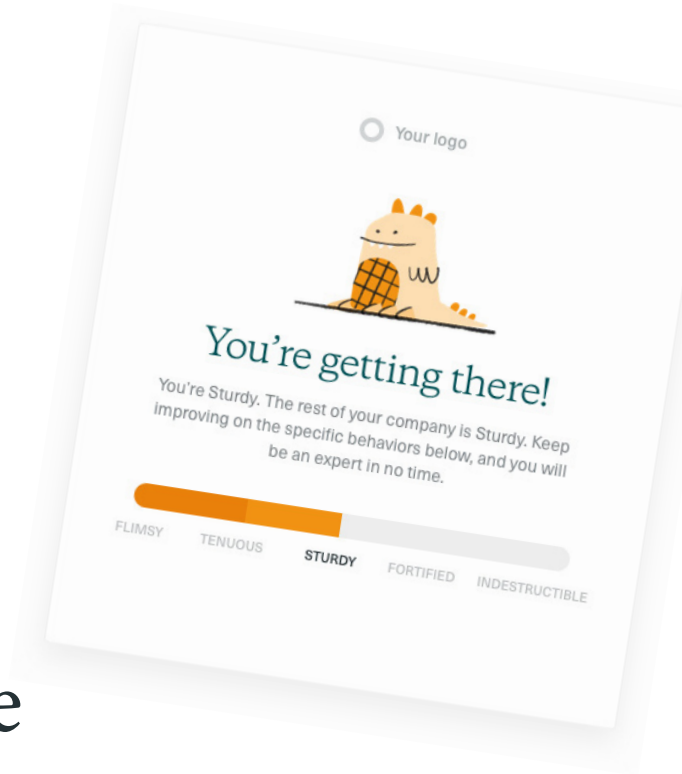 Your logo
You’re getting there!
You’re Sturdy. The rest of your company is Sturdy. Keep
improving on the specific behaviors below, and you will
be an expert in no time.
FLIMSY TENUOUS STURDY FORTIFIED INDESTRUCTIBLE
e